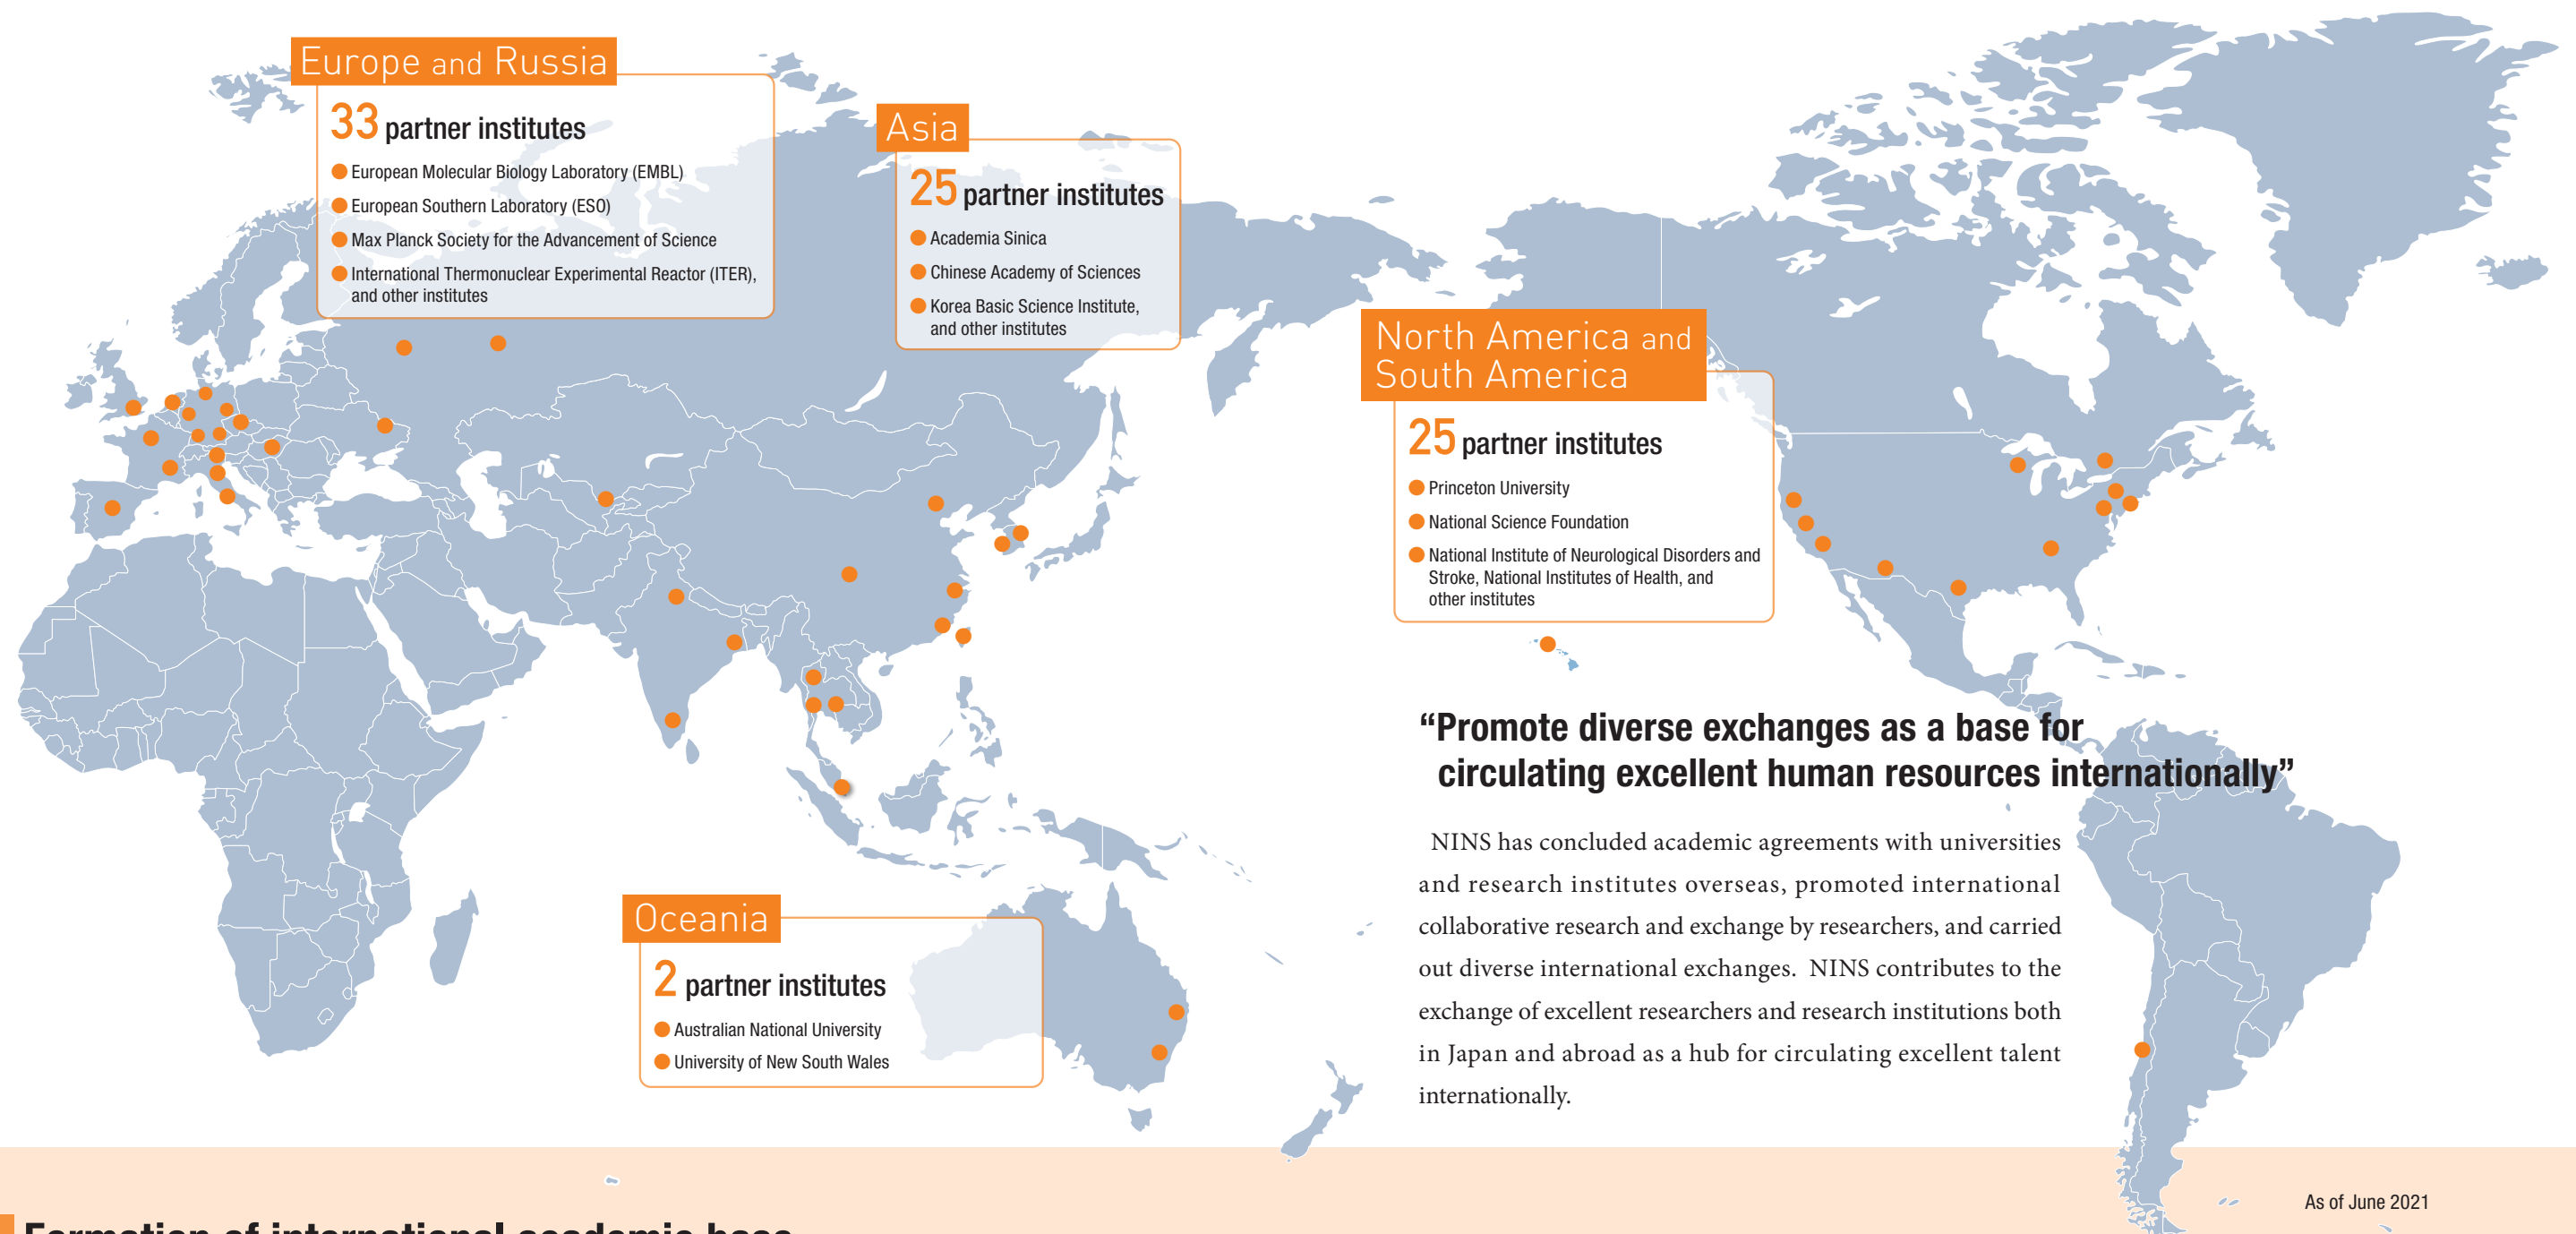 Europe and Russia
33 partner institutes
European Molecular Biology Laboratory (EMBL)
European Southern Laboratory (ESO)
Max Planck Society for the Advancement of Science
International Thermonuclear Experimental Reactor (ITER),
and other institutes
Asia
25 partner institutes
Academia Sinica
Chinese Academy of Sciences
Korea Basic Science Institute,
and other institutes
North America and
South America
25 partner institutes
Princeton University
National Science Foundation
National Institute of Neurological Disorders and
Stroke, National Institutes of Health, and
other institutes
Oceania
2 partner institutes
Australian National University
University of New South Wales
“Promote diverse exchanges as a base for
circulating excellent human resources internationally”
NINS has concluded academic agreements with universities
and research institutes overseas, promoted international
collaborative research and exchange by researchers, and carried
out diverse international exchanges. NINS contributes to the
exchange of excellent researchers and research institutions both
in Japan and abroad as a hub for circulating excellent talent
internationally.
As of June 2021
Formation of international academic base